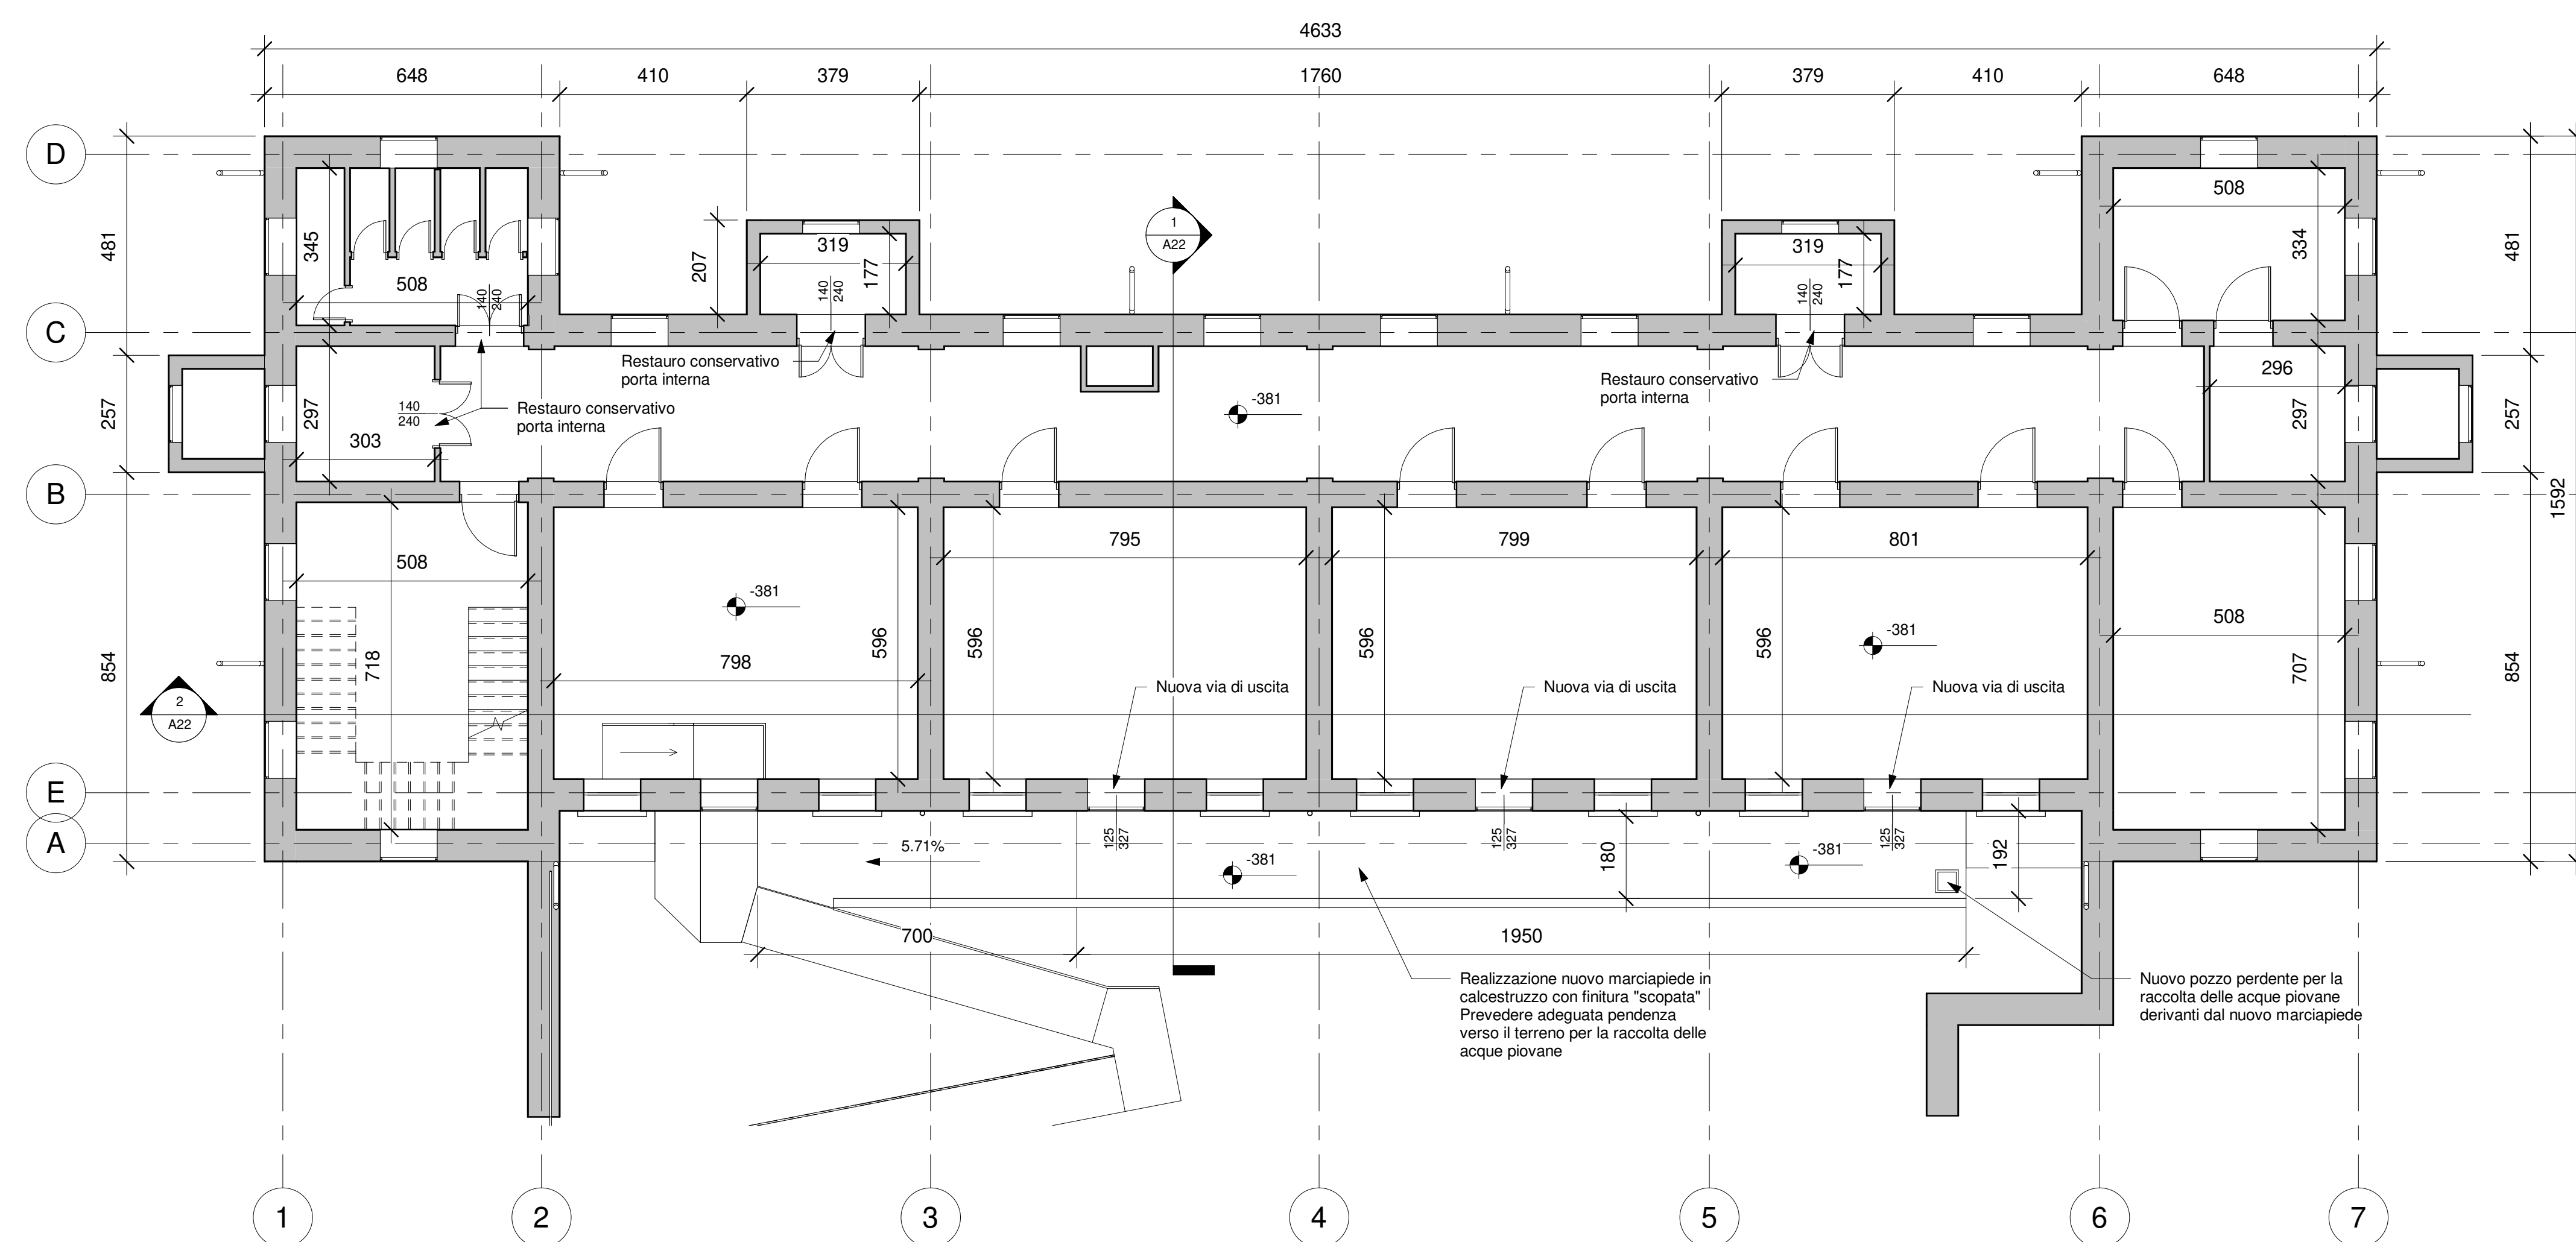 4633
648 410 379 1760 379 410 648
D
481
345
508
140
240
207
319
177
140
240
1
A22
319
177
140
240
508
334
481
C
Restauro conservativo
porta interna
Restauro conservativo
porta interna
Restauro conservativo
porta interna
257
297
303
140
240
-381
296
297
257
B
1592
508
718
854
2
A22
-381
798
596
596
795
Nuova via di uscita
596
799
Nuova via di uscita
596
801
-381
Nuova via di uscita
508
707
854
E
A
5.71%
125
327
-381
125
327
180
-381
125
327
192
700
1950
Realizzazione nuovo marciapiede in
calcestruzzo con finitura "scopata"
Prevedere adeguata pendenza
verso il terreno per la raccolta delle
acque piovane
Nuovo pozzo perdente per la
raccolta delle acque piovane
derivanti dal nuovo marciapiede
1 2 3 4 5 6 7